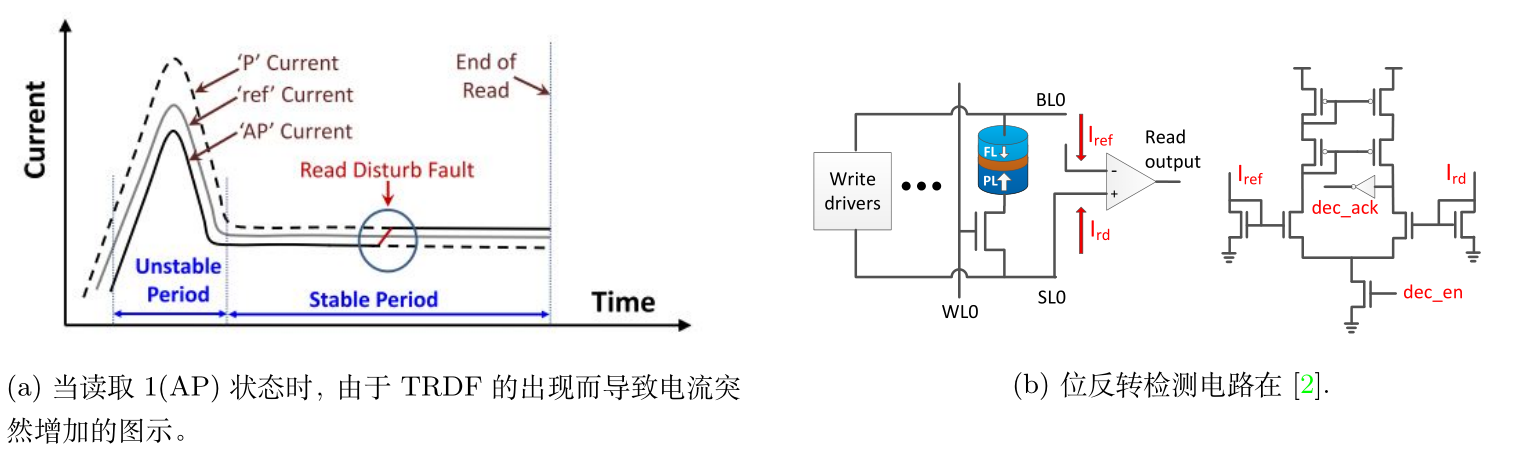 Current
'P' Current
'ref' Current
'AP' Current
End of
Read
Read Disturb Fault
Unstable
Period
Stable Period
Time
(a) 当读取 1(AP) 状态时, 由于 TRDF 的出现而导致电流突
然增加的图示。
BL0
Iref
Read
output
Write
drivers
FL
PL
-
+
Ird
WL0
SL0
Iref
Ird
dec_ack
dec_en
(b) 位反转检测电路在 [2].